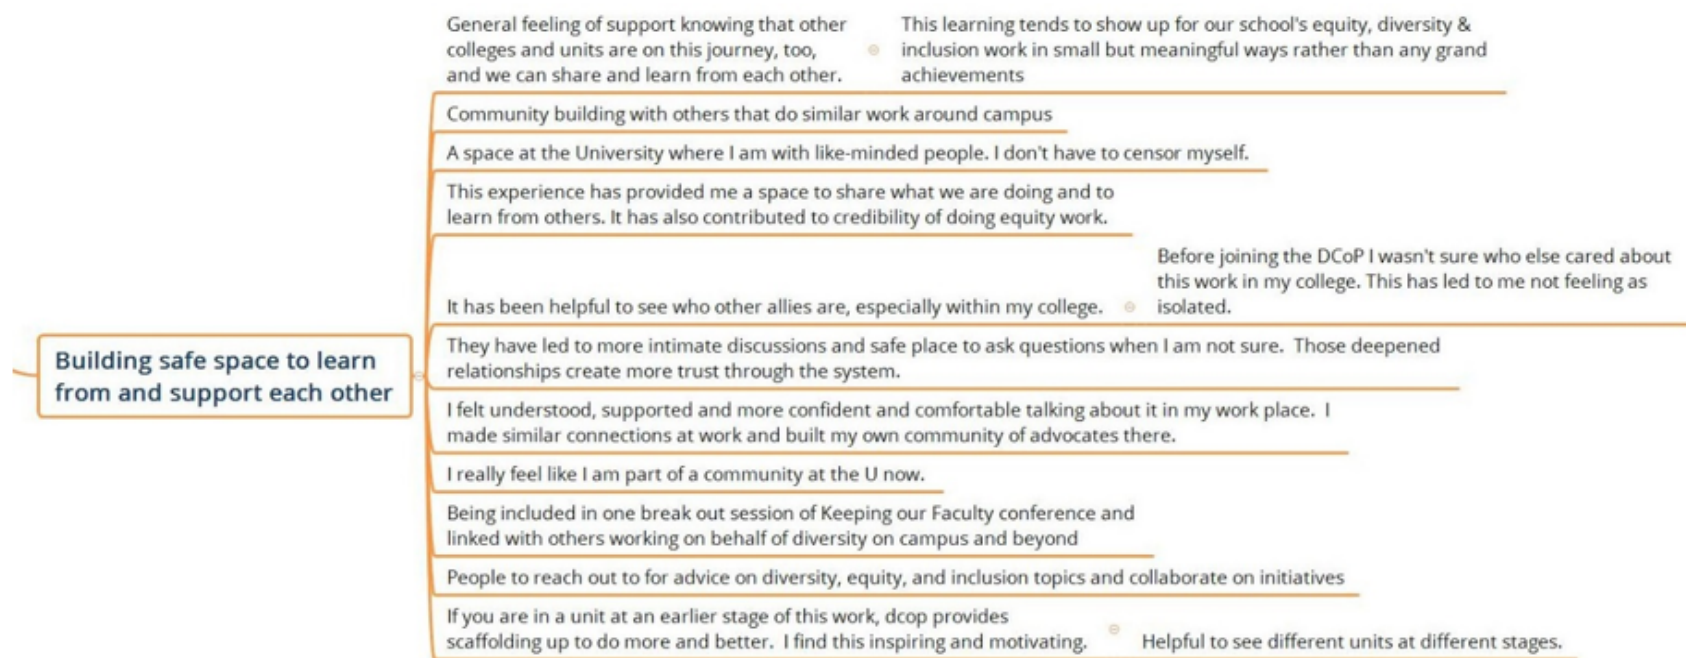 General feeling of support knowing that other
colleges and units are on this journey, too,
and we can share and learn from each other.
This learning tends to show up for our school's equity, diversity &
inclusion work in small but meaningful ways rather than any grand
achievements
Community building with others that do similar work around campus
A space at the University where I am with like-minded people. I don't have to censor myself.
This experience has provided me a space to share what we are doing and to
learn from others. It has also contributed to credibility of doing equity work.
It has been helpful to see who other allies are, especially within my college.
Before joining the DCoP I wasn't sure who else cared about
this work in my college. This has led to me not feeling as
isolated.
Building safe space to learn
from and support each other
They have led to more intimate discussions and safe place to ask questions when I am not sure.  Those deepened
relationships create more trust through the system.
I felt understood, supported and more confident and comfortable talking about it in my work place.  I
made similar connections at work and built my own community of advocates there.
I really feel like I am part of a community at the U now.
Being included in one break out session of Keeping our Faculty conference and
linked with others working on behalf of diversity on campus and beyond
People to reach out to for advice on diversity, equity, and inclusion topics and collaborate on initiatives
If you are in a unit at an earlier stage of this work, dcop provides
scaffolding up to do more and better.  I find this inspiring and motivating.
Helpful to see different units at different stages.